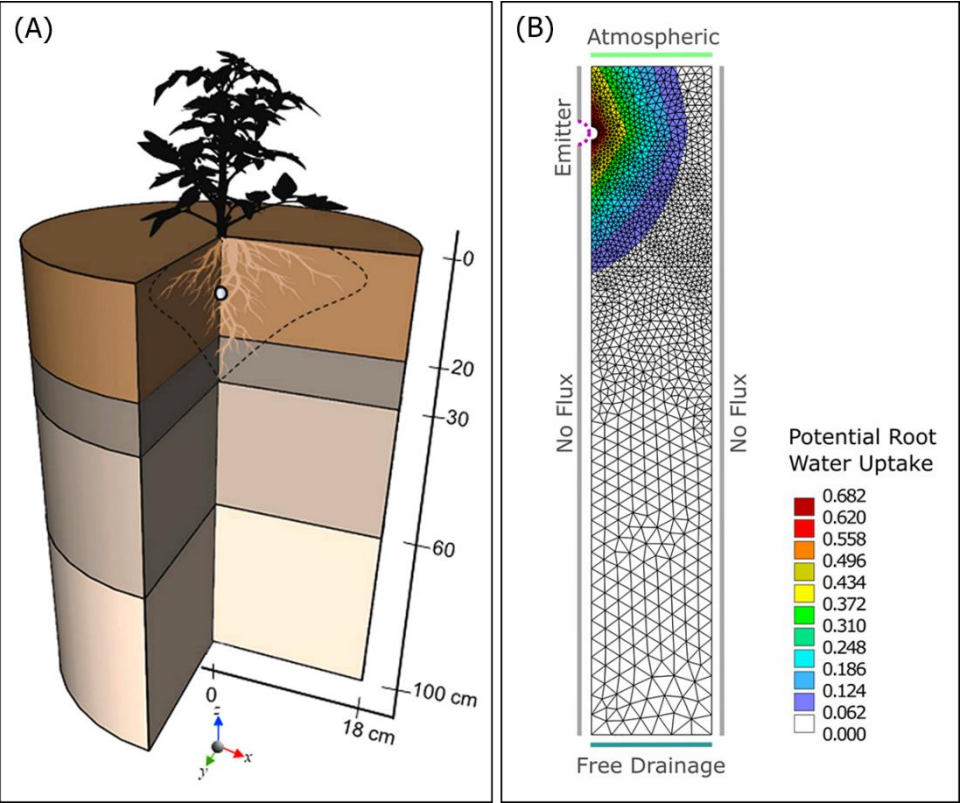 (A)
0
20
30
60
100 cm
0
18 cm
z
x
y
(B)
Atmospheric
Emitter
No Flux
No Flux
Potential Root
Water Uptake
0.682
0.620
0.558
0.496
0.434
0.372
0.310
0.248
0.186
0.124
0.062
0.000
Free Drainage